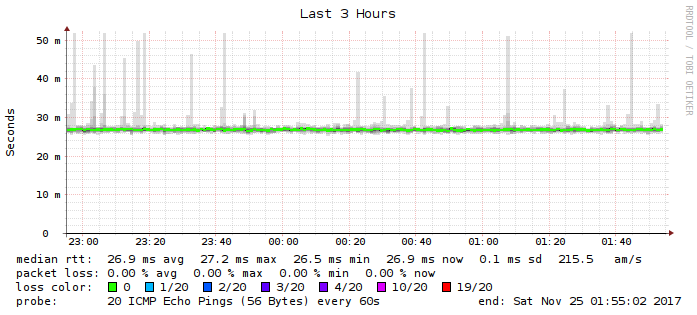 Last 3 Hours
RRDTOOL / TOBI OETIKER
Seconds
50 m
40 m
30 m
20 m
10 m
0
23:00 23:20 23:40 00:00 00:20 00:40 01:00 01:20 01:40
median rtt: 26.9 ms avg 27.2 ms max 26.5 ms min 26.9 ms now 0.1 ms sd 215.5 am/s
packet loss: 0.00 % avg 0.00 % max 0.00 % min 0.00 % now
loss color: 0 1/20 2/20 3/20 4/20 10/20 19/20
probe: 20 ICMP Echo Pings (56 Bytes) every 60s end: Sat Nov 25 01:55:02 2017